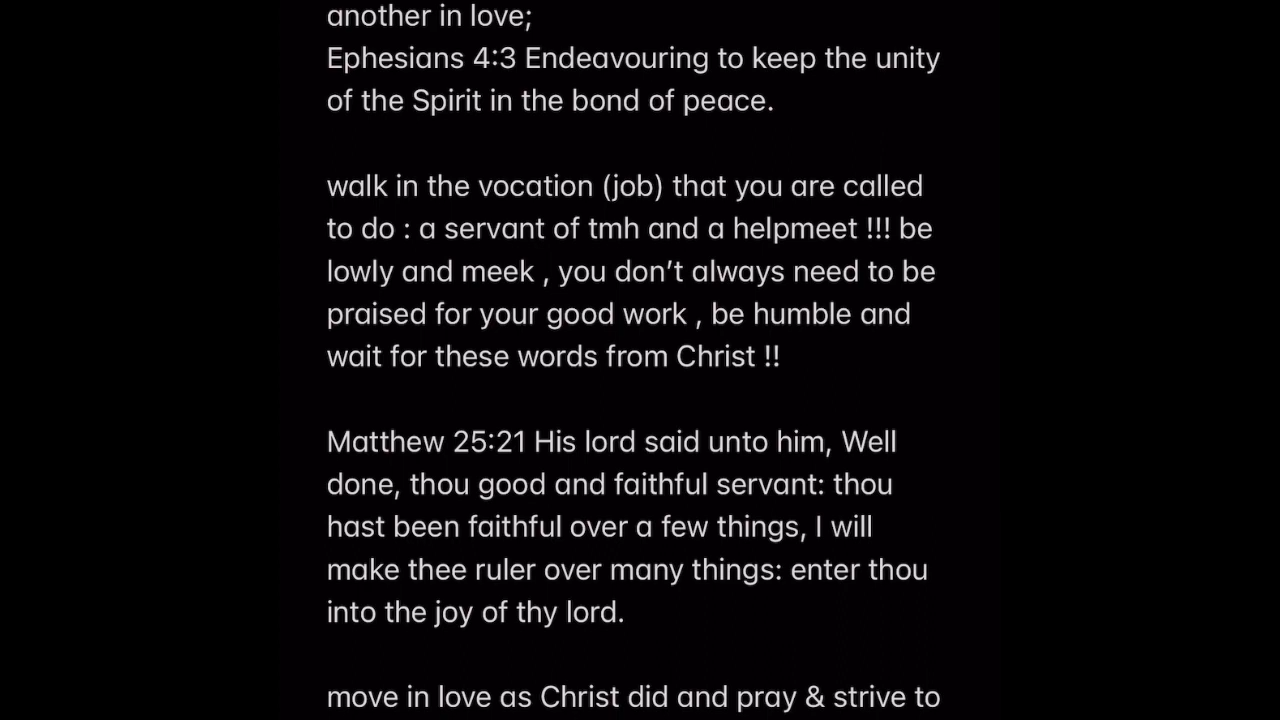 another in love;
Ephesians 4:3 Endeavouring to keep the unity
of the Spirit in the bond of peace.
walk in the vocation (job) that you are called
to do : a servant of tmh and a helpmeet !!! be
lowly and meek , you don’t always need to be
praised for your good work , be humble and
wait for these words from Christ !!
Matthew 25:21 His lord said unto him, Well
done, thou good and faithful servant: thou
hast been faithful over a few things, I will
make thee ruler over many things: enter thou
into the joy of thy lord.
move in love as Christ did and pray & strive to